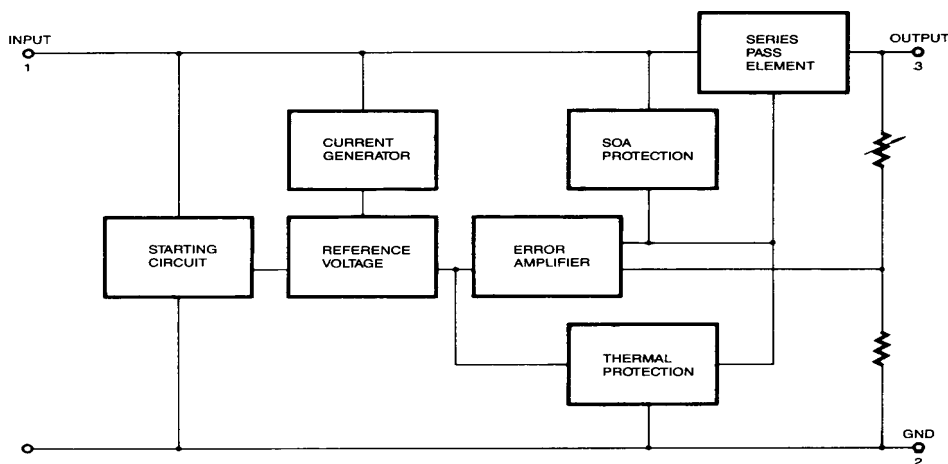 INPUT
1
SERIES
PASS
ELEMENT
OUTPUT
3
CURRENT
GENERATOR
SOA
PROTECTION
STARTING
CIRCUIT
REFERENCE
VOLTAGE
ERROR
AMPLIFIER
THERMAL
PROTECTION
GND
2